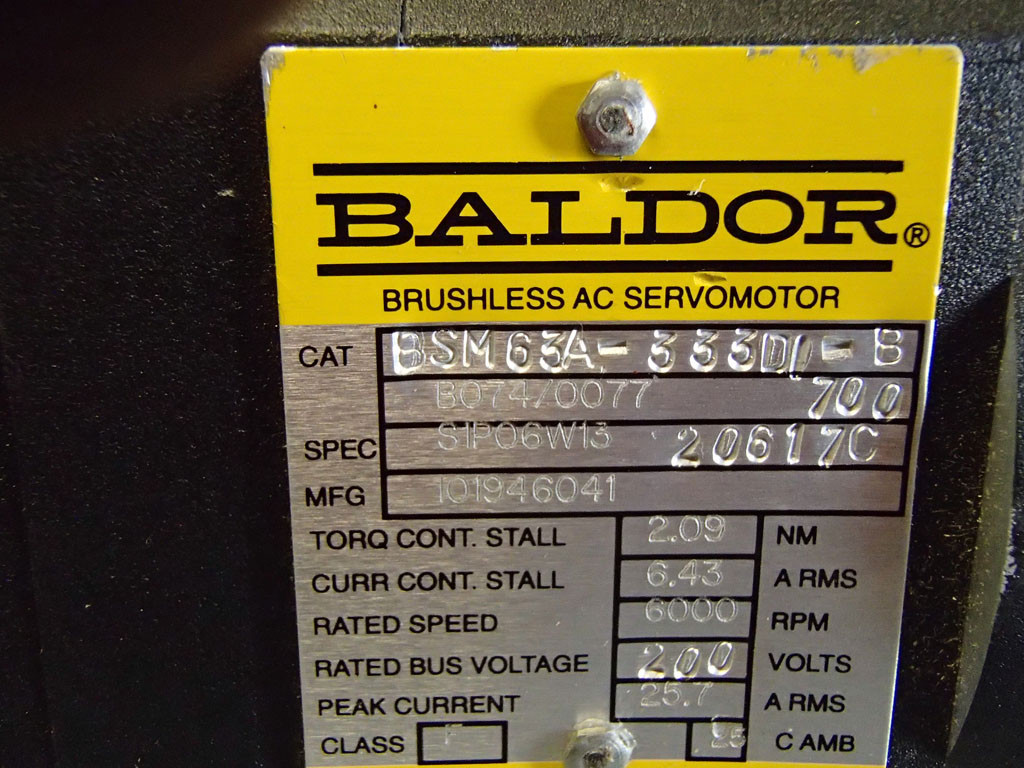 BALDOR®
BRUSHLESS AC SERVOMOTOR
CAT BSM63A-333DI-B
B074/0077 700
SPEC S1P06W13 20617C
MFG 101946041
TORQ CONT. STALL 2.09 NM
CURR CONT. STALL 6.43 A RMS
RATED SPEED 6000 RPM
RATED BUS VOLTAGE 200 VOLTS
PEAK CURRENT 25.7 A RMS
CLASS F 25 C AMB